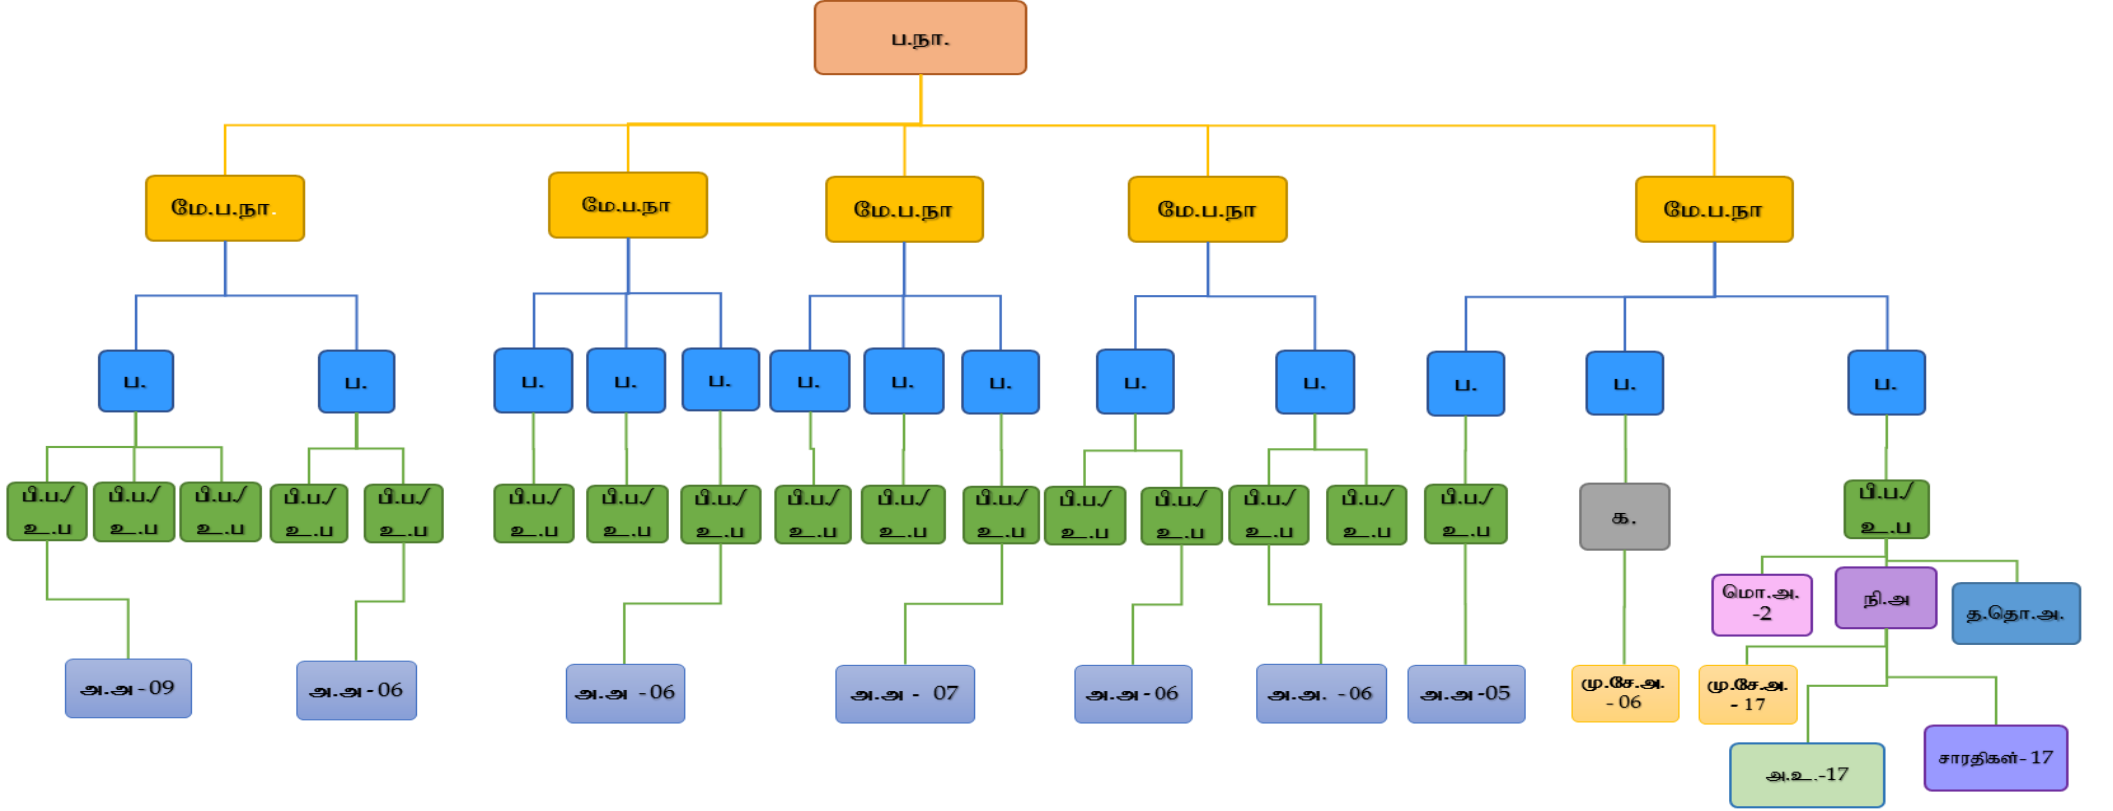 ப.நா.
மே.ப.நா.
மே.ப.நா
மே.ப.நா
மே.ப.நா
மே.ப.நா
ப.
ப.
ப.
ப.
ப.
ப.
ப.
ப.
ப.
ப.
ப.
ப.
ப.
பி.ப./
உ.ப
பி.ப./
உ.ப
பி.ப./
உ.ப
பி.ப./
உ.ப
பி.ப./
உ.ப
பி.ப./
உ.ப
பி.ப./
உ.ப
பி.ப./
உ.ப
பி.ப./
உ.ப
பி.ப./
உ.ப
பி.ப./
உ.ப
பி.ப./
உ.ப
பி.ப./
உ.ப
பி.ப./
உ.ப
பி.ப./
உ.ப
பி.ப./
உ.ப
க.
பி.ப./
உ.ப
மொ.அ.
-2
நி.அ
த.தொ.அ.
அ.அ - 09
அ.அ - 06
அ.அ - 06
அ.அ - 07
அ.அ - 06
அ.அ. - 06
அ.அ -05
மு.சே.அ.
- 06
மு.சே.அ.
- 17
அ.உ.-17
சாரதிகள்- 17